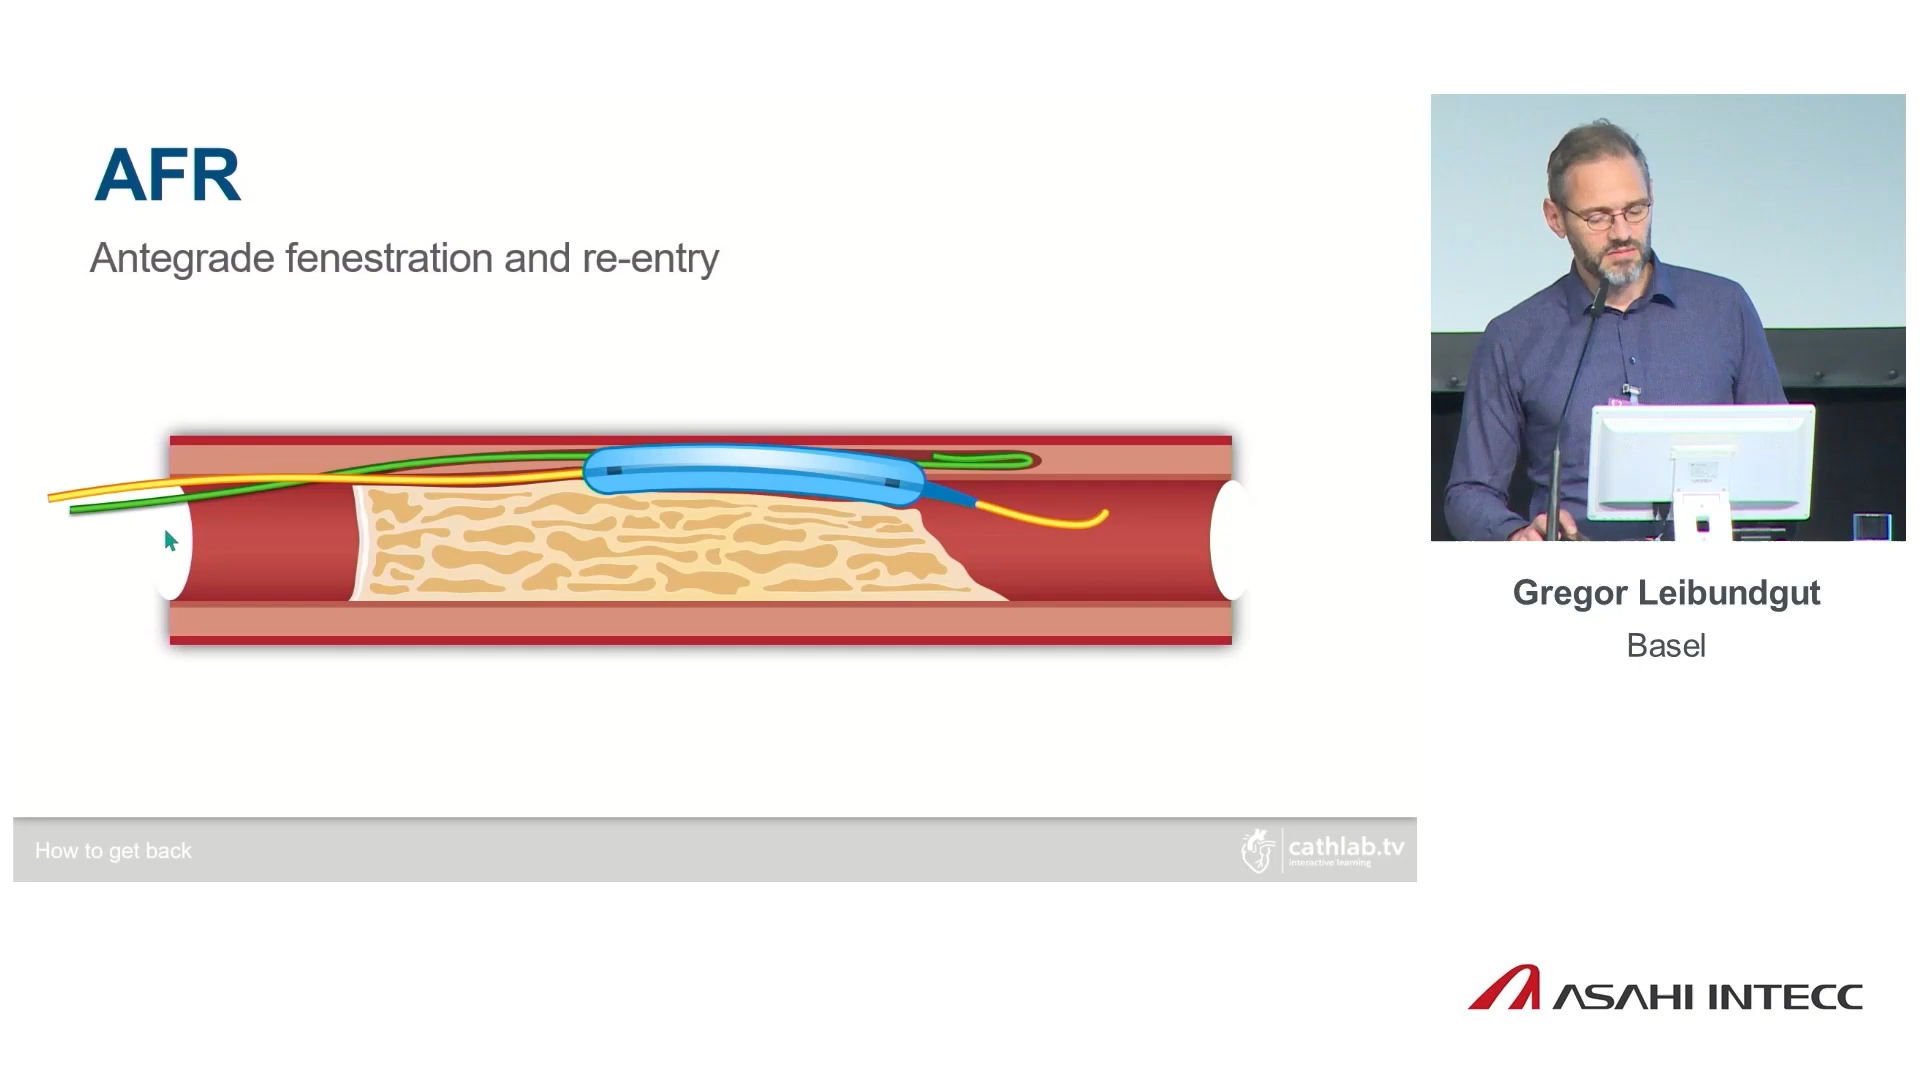 AFR
Antegrade fenestration and re-entry
How to get back
cathlab.tv
interactive learning
Gregor Leibundgut
Basel
ASAHI INTECC